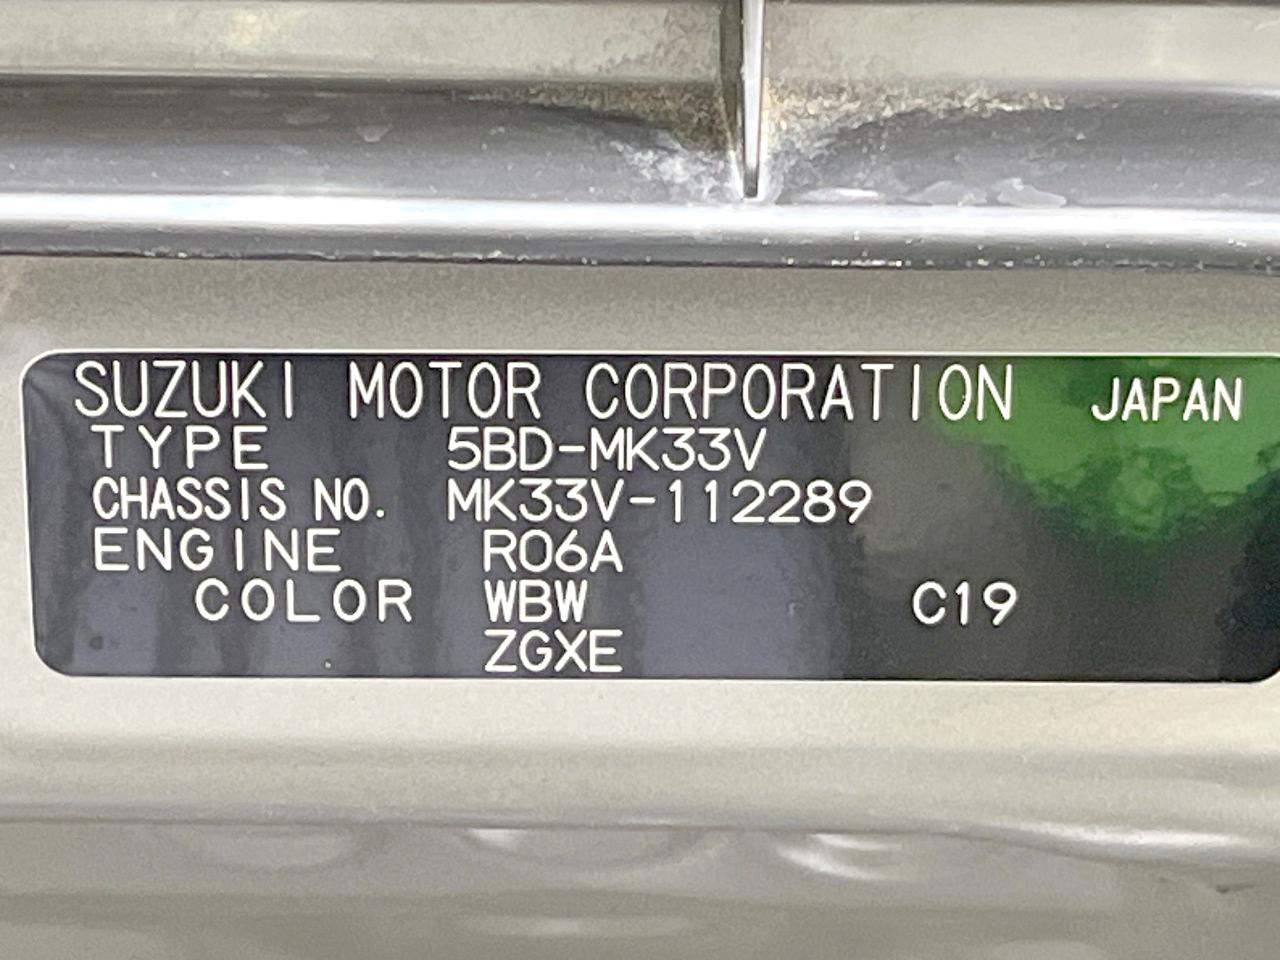 SUZUKI MOTOR CORPORATION JAPAN
TYPE 5BD-MK33V
CHASSIS NO. MK33V-112289
ENGINE R06A
COLOR WBW C19
ZGXE